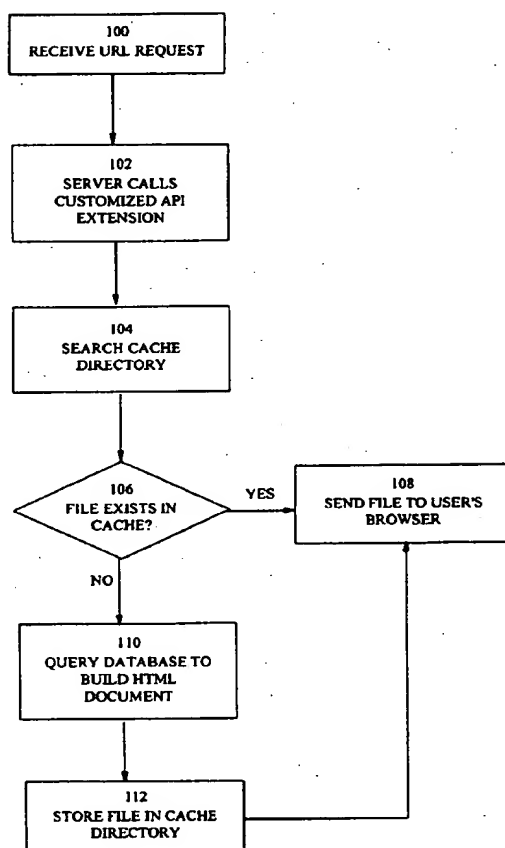 100
RECEIVE URL REQUEST
102
SERVER CALLS
CUSTOMIZED API
EXTENSION
104
SEARCH CACHE
DIRECTORY
106
FILE EXISTS IN
CACHE?
YES
108
SEND FILE TO USER'S
BROWSER
NO
110
QUERY DATABASE TO
BUILD HTML
DOCUMENT
112
STORE FILE IN CACHE
DIRECTORY